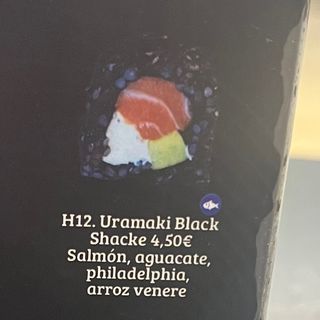 H12. Uramaki Black
Shacke 4,50€
Salmón, aguacate,
philadelphia,
arroz venere